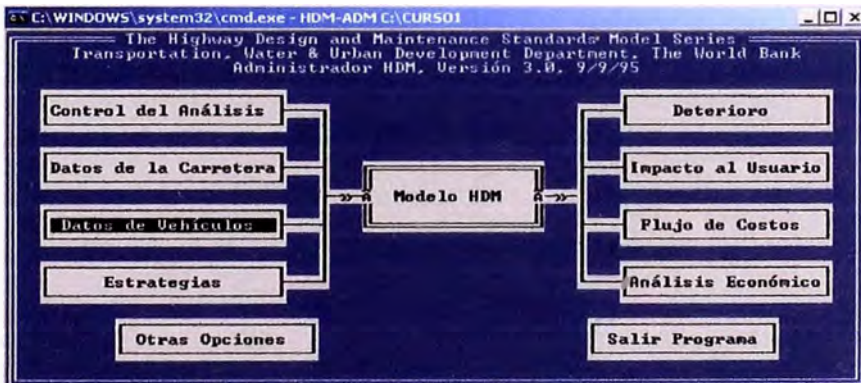 C:\WINDOWS\system32\cmd.exe - HDM-ADM C:\CURSO1
The Highway Design and Maintenance Standards Model Series
Transportation, Water & Urban Development Department, The World Bank
Administrador HDM, Versión 3.0, 9/9/95
Control del Análisis
Datos de la Carretera
Datos de Vehículos
Estrategias
Otras Opciones
Modelo HDM
Deterioro
Impacto al Usuario
Flujo de Costos
Análisis Económico
Salir Programa